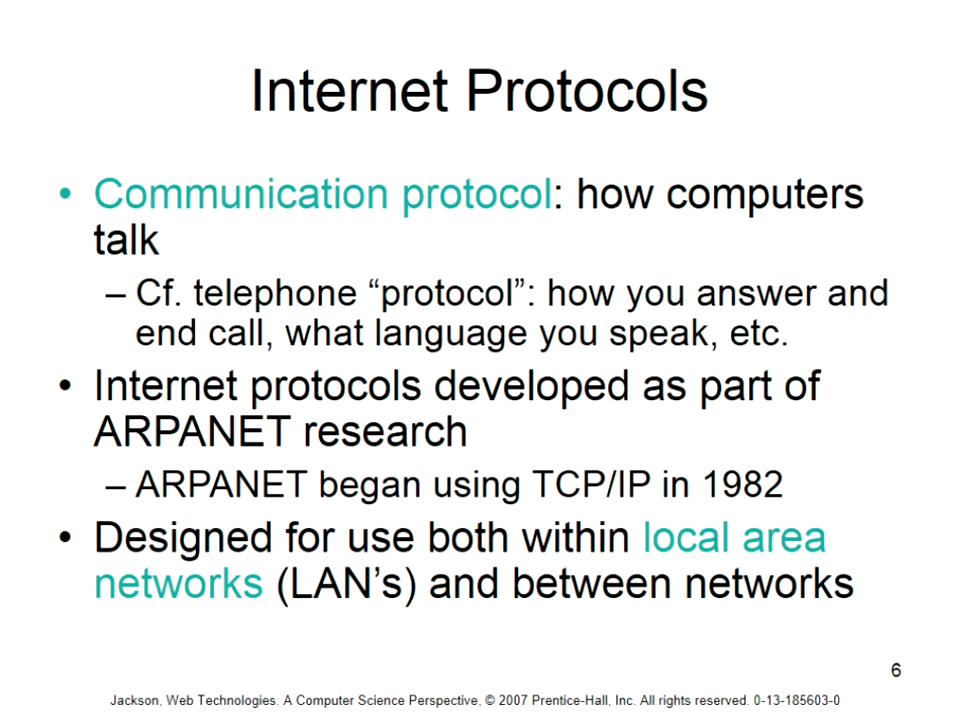 Internet Protocols
• Communication protocol: how computers
talk
– Cf. telephone “protocol”: how you answer and
end call, what language you speak, etc.
• Internet protocols developed as part of
ARPANET research
– ARPANET began using TCP/IP in 1982
• Designed for use both within local area
networks (LAN’s) and between networks
6
Jackson, Web Technologies: A Computer Science Perspective, © 2007 Prentice-Hall, Inc. All rights reserved. 0-13-185603-0